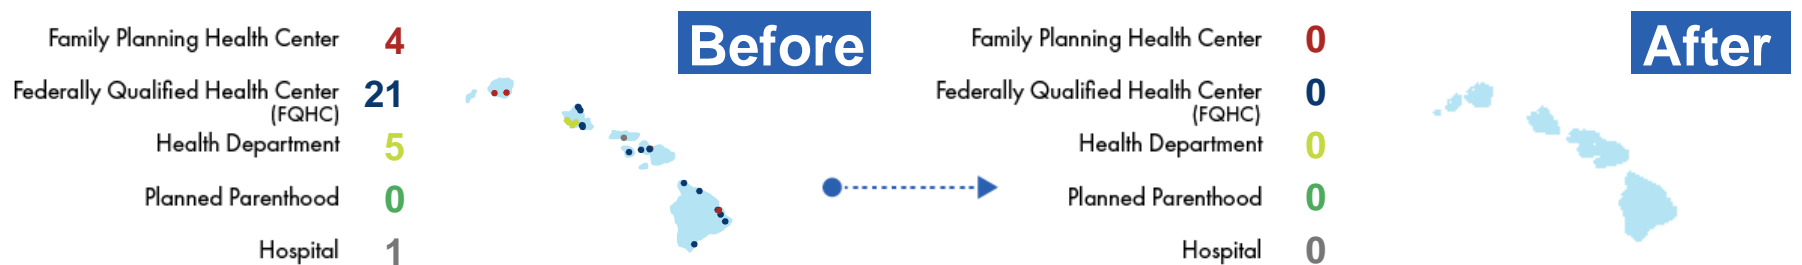 Before
Family Planning Health Center 4
Federally Qualified Health Center 21
(FQHC)
Health Department 5
Planned Parenthood 0
Hospital 1
After
Family Planning Health Center 0
Federally Qualified Health Center 0
(FQHC)
Health Department 0
Planned Parenthood 0
Hospital 0